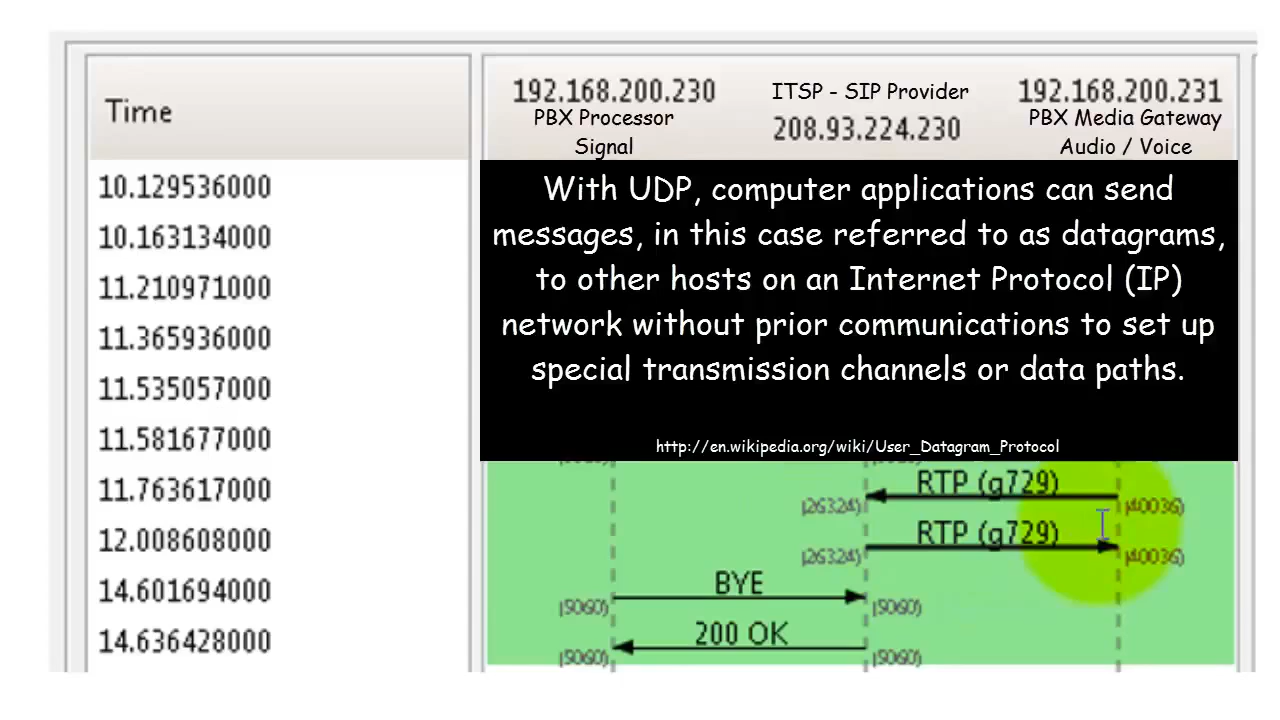 Time
192.168.200.230
PBX Processor
Signal
ITSP - SIP Provider
208.93.224.230
192.168.200.231
PBX Media Gateway
Audio / Voice
10.129536000
10.163134000
11.210971000
11.365936000
11.535057000
11.581677000
11.763617000
12.008608000
14.601694000
14.636428000
With UDP, computer applications can send
messages, in this case referred to as datagrams,
to other hosts on an Internet Protocol (IP)
network without prior communications to set up
special transmission channels or data paths.
http://en.wikipedia.org/wiki/User_Datagram_Protocol
RTP (g729)
(26324) (40036)
RTP (g729)
(26324) (40036)
BYE
(5060) (5060)
200 OK
(5060) (5060)